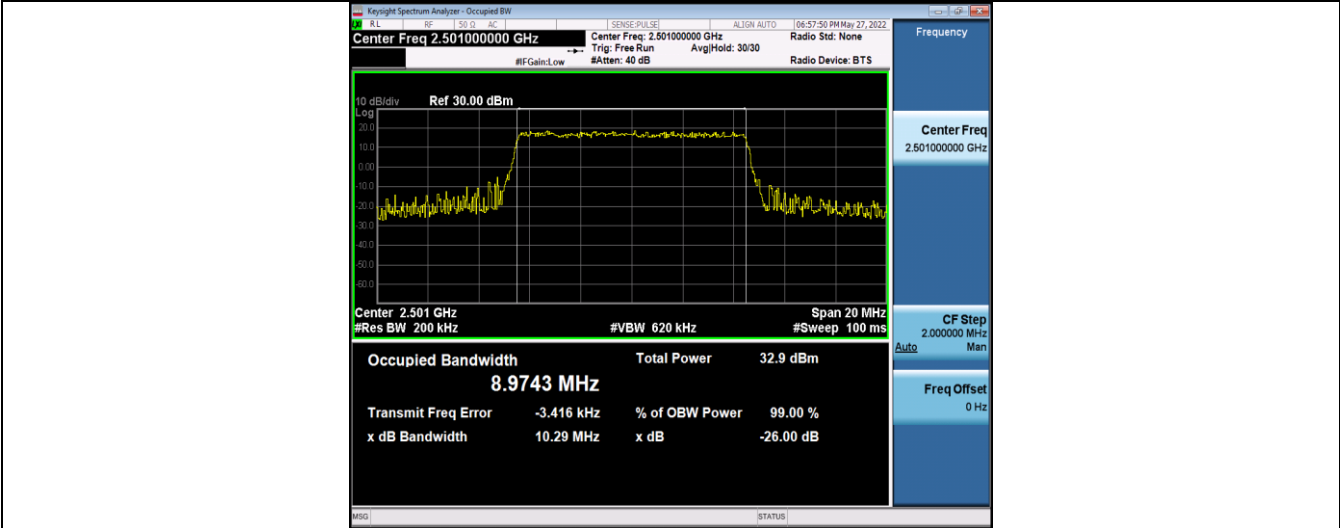 Keysight Spectrum Analyzer - Occupied BW
RL RF 50 Ω AC SENSE:PULSE ALIGN AUTO 06:57:50 PM May 27, 2022
Center Freq 2.501000000 GHz
Center Freq: 2.501000000 GHz Radio Std: None
Trig: Free Run Avg|Hold: 30/30
#IFGain:Low #Atten: 40 dB Radio Device: BTS
10 dB/div Ref 30.00 dBm
Log
20.0
10.0
0.00
-10.0
-20.0
-30.0
-40.0
-50.0
-60.0
Center 2.501 GHz Span 20 MHz
#Res BW 200 kHz #VBW 620 kHz #Sweep 100 ms
Occupied Bandwidth Total Power 32.9 dBm
8.9743 MHz
Transmit Freq Error -3.416 kHz % of OBW Power 99.00 %
x dB Bandwidth 10.29 MHz x dB -26.00 dB
MSG STATUS
Frequency
Center Freq
2.501000000 GHz
CF Step
2.000000 MHz
Auto Man
Freq Offset
0 Hz